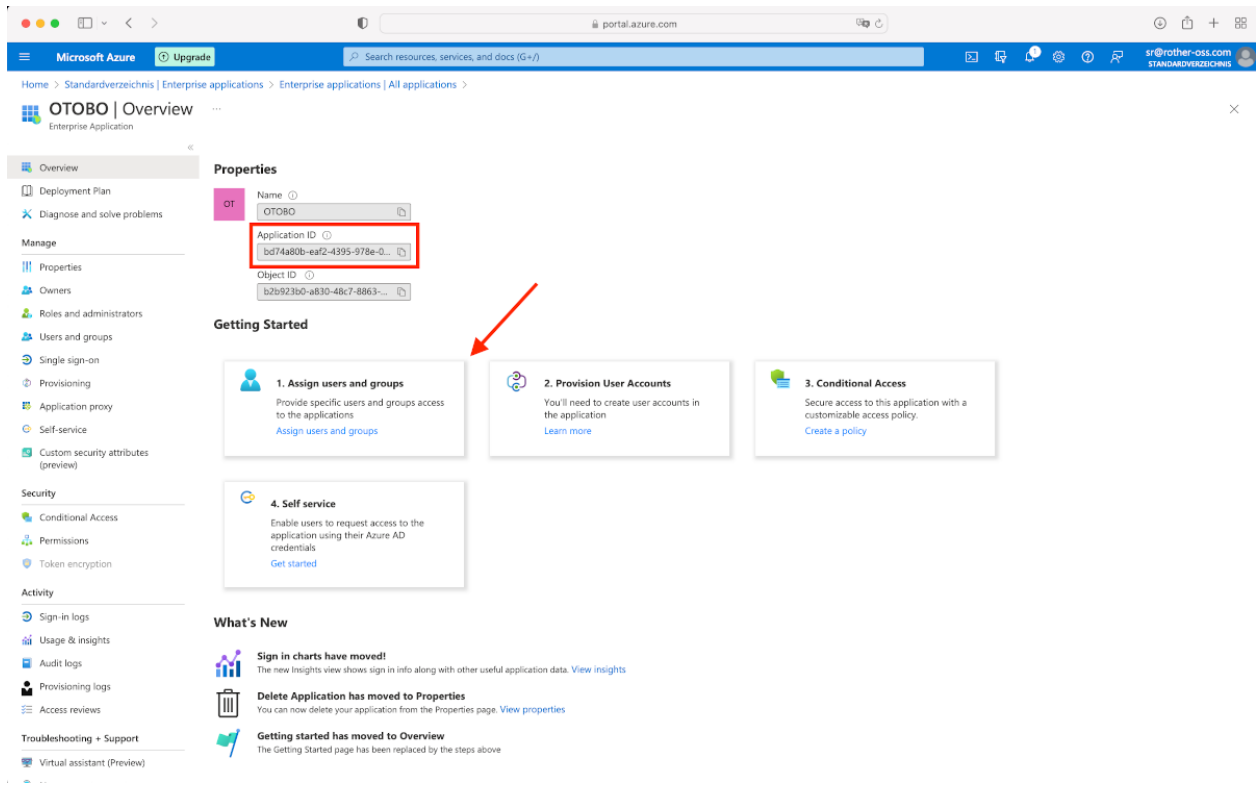 portal.azure.com
Microsoft Azure
Upgrade
Search resources, services, and docs (G+/)
1
sr@rother-oss.com
STANDARDVERZEICHNIS
Home > Standardverzeichnis | Enterprise applications > Enterprise applications | All applications >
OTOBO | Overview ...
Enterprise Application
«
Overview
Deployment Plan
Diagnose and solve problems
Manage
Properties
Owners
Roles and administrators
Users and groups
Single sign-on
Provisioning
Application proxy
Self-service
Custom security attributes
(preview)
Security
Conditional Access
Permissions
Token encryption
Activity
Sign-in logs
Usage & insights
Audit logs
Provisioning logs
Access reviews
Troubleshooting + Support
Virtual assistant (Preview)
Properties
OT
Name
OTOBO
Application ID
bd74a80b-eaf2-4395-978e-0...
Object ID
b2b923b0-a830-48c7-8863-...
Getting Started
1. Assign users and groups
Provide specific users and groups access
to the applications
Assign users and groups
2. Provision User Accounts
You'll need to create user accounts in
the application
Learn more
3. Conditional Access
Secure access to this application with a
customizable access policy.
Create a policy
4. Self service
Enable users to request access to the
application using their Azure AD
credentials
Get started
What's New
Sign in charts have moved!
The new Insights view shows sign in info along with other useful application data. View insights
Delete Application has moved to Properties
You can now delete your application from the Properties page. View properties
Getting started has moved to Overview
The Getting Started page has been replaced by the steps above